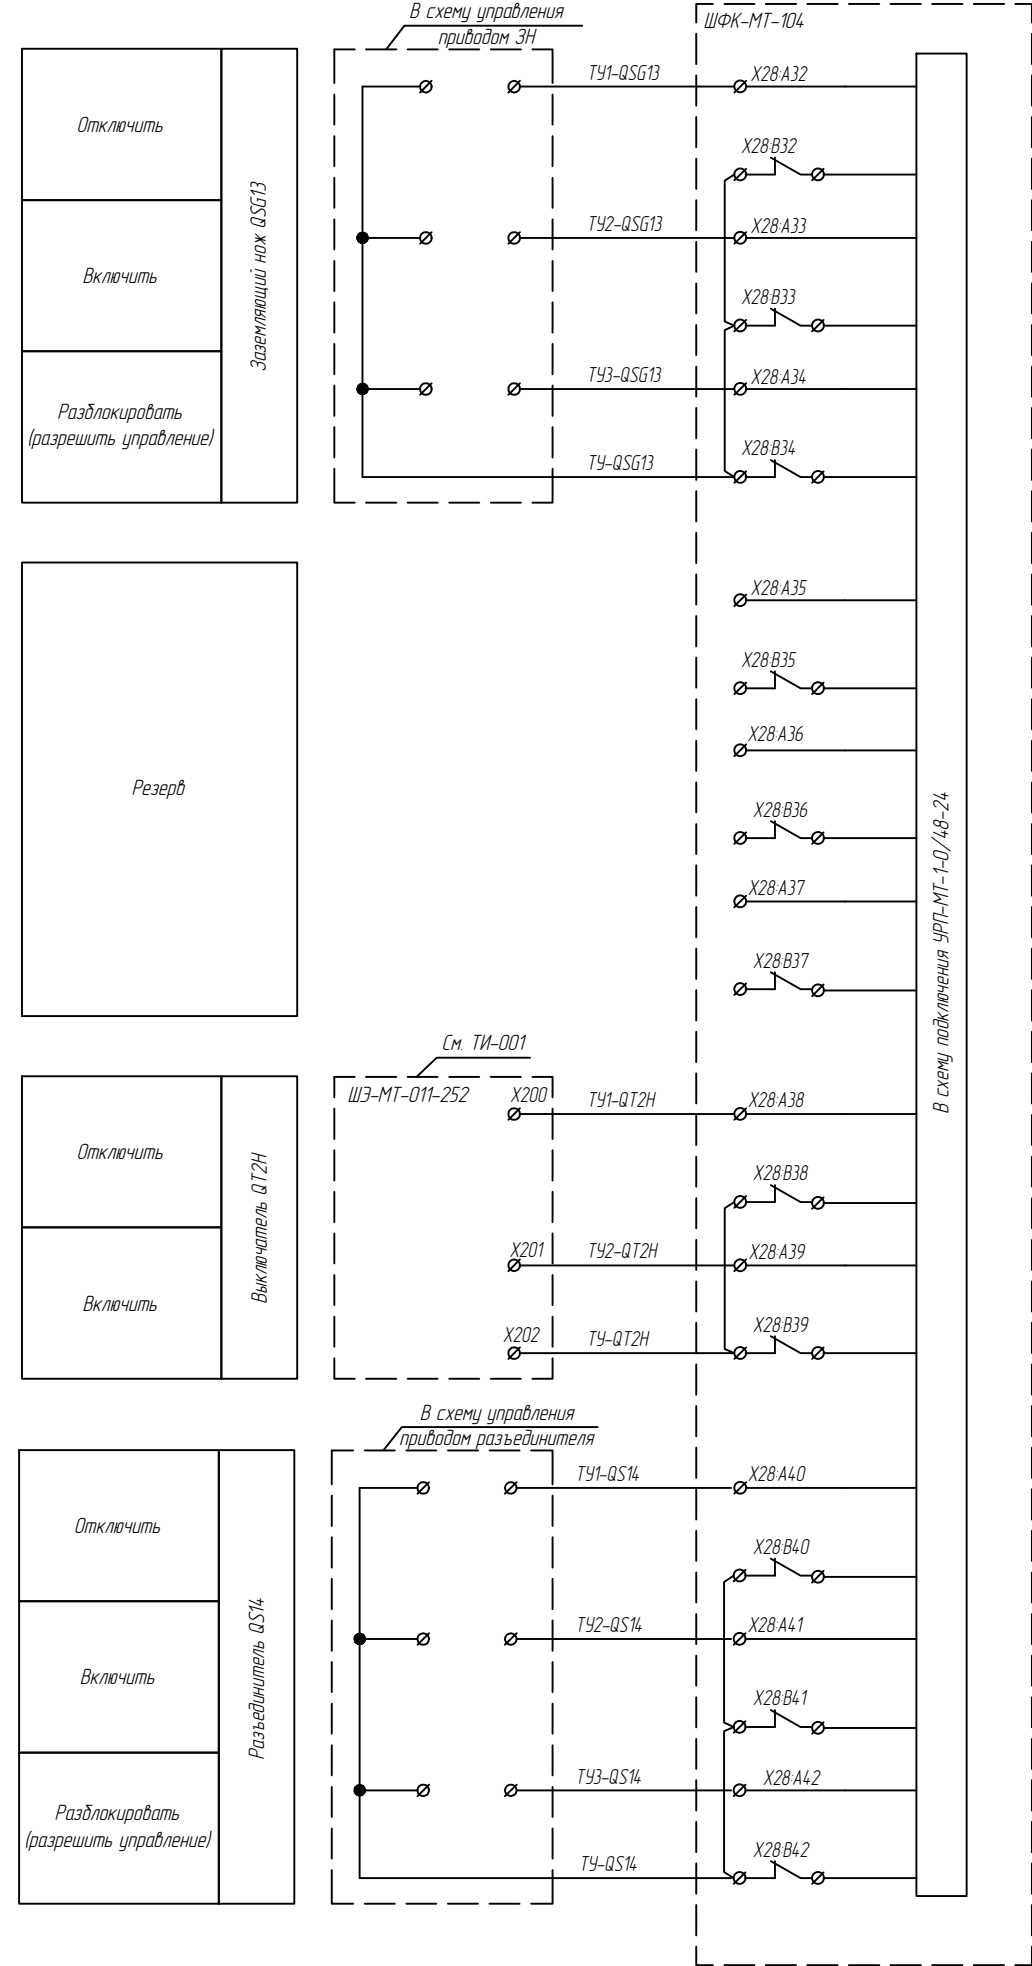 В схему управления
приводом ЗН
ШФК-МТ-104
Отключить
Включить
Разблокировать
(разрешить управление)
Заземляющий нож QSG13
ТУ1-QSG13
X28:A32
X28:B32
ТУ2-QSG13
X28:A33
X28:B33
ТУ3-QSG13
X28:A34
X28:B34
ТУ-QSG13
Резерв
X28:A35
X28:B35
X28:A36
X28:B36
X28:A37
X28:B37
В схему подключения УРП-МТ-1-0/48-24
См. ТИ-001
ШЭ-МТ-011-252
Отключить
Включить
Выключатель QT2H
X200
ТУ1-QT2H
X28:A38
X28:B38
X201
ТУ2-QT2H
X28:A39
X28:B39
X202
ТУ-QT2H
В схему управления
приводом разъединителя
Отключить
Включить
Разблокировать
(разрешить управление)
Разъединитель QS14
ТУ1-QS14
X28:A40
X28:B40
ТУ2-QS14
X28:A41
X28:B41
ТУ3-QS14
X28:A42
X28:B42
ТУ-QS14